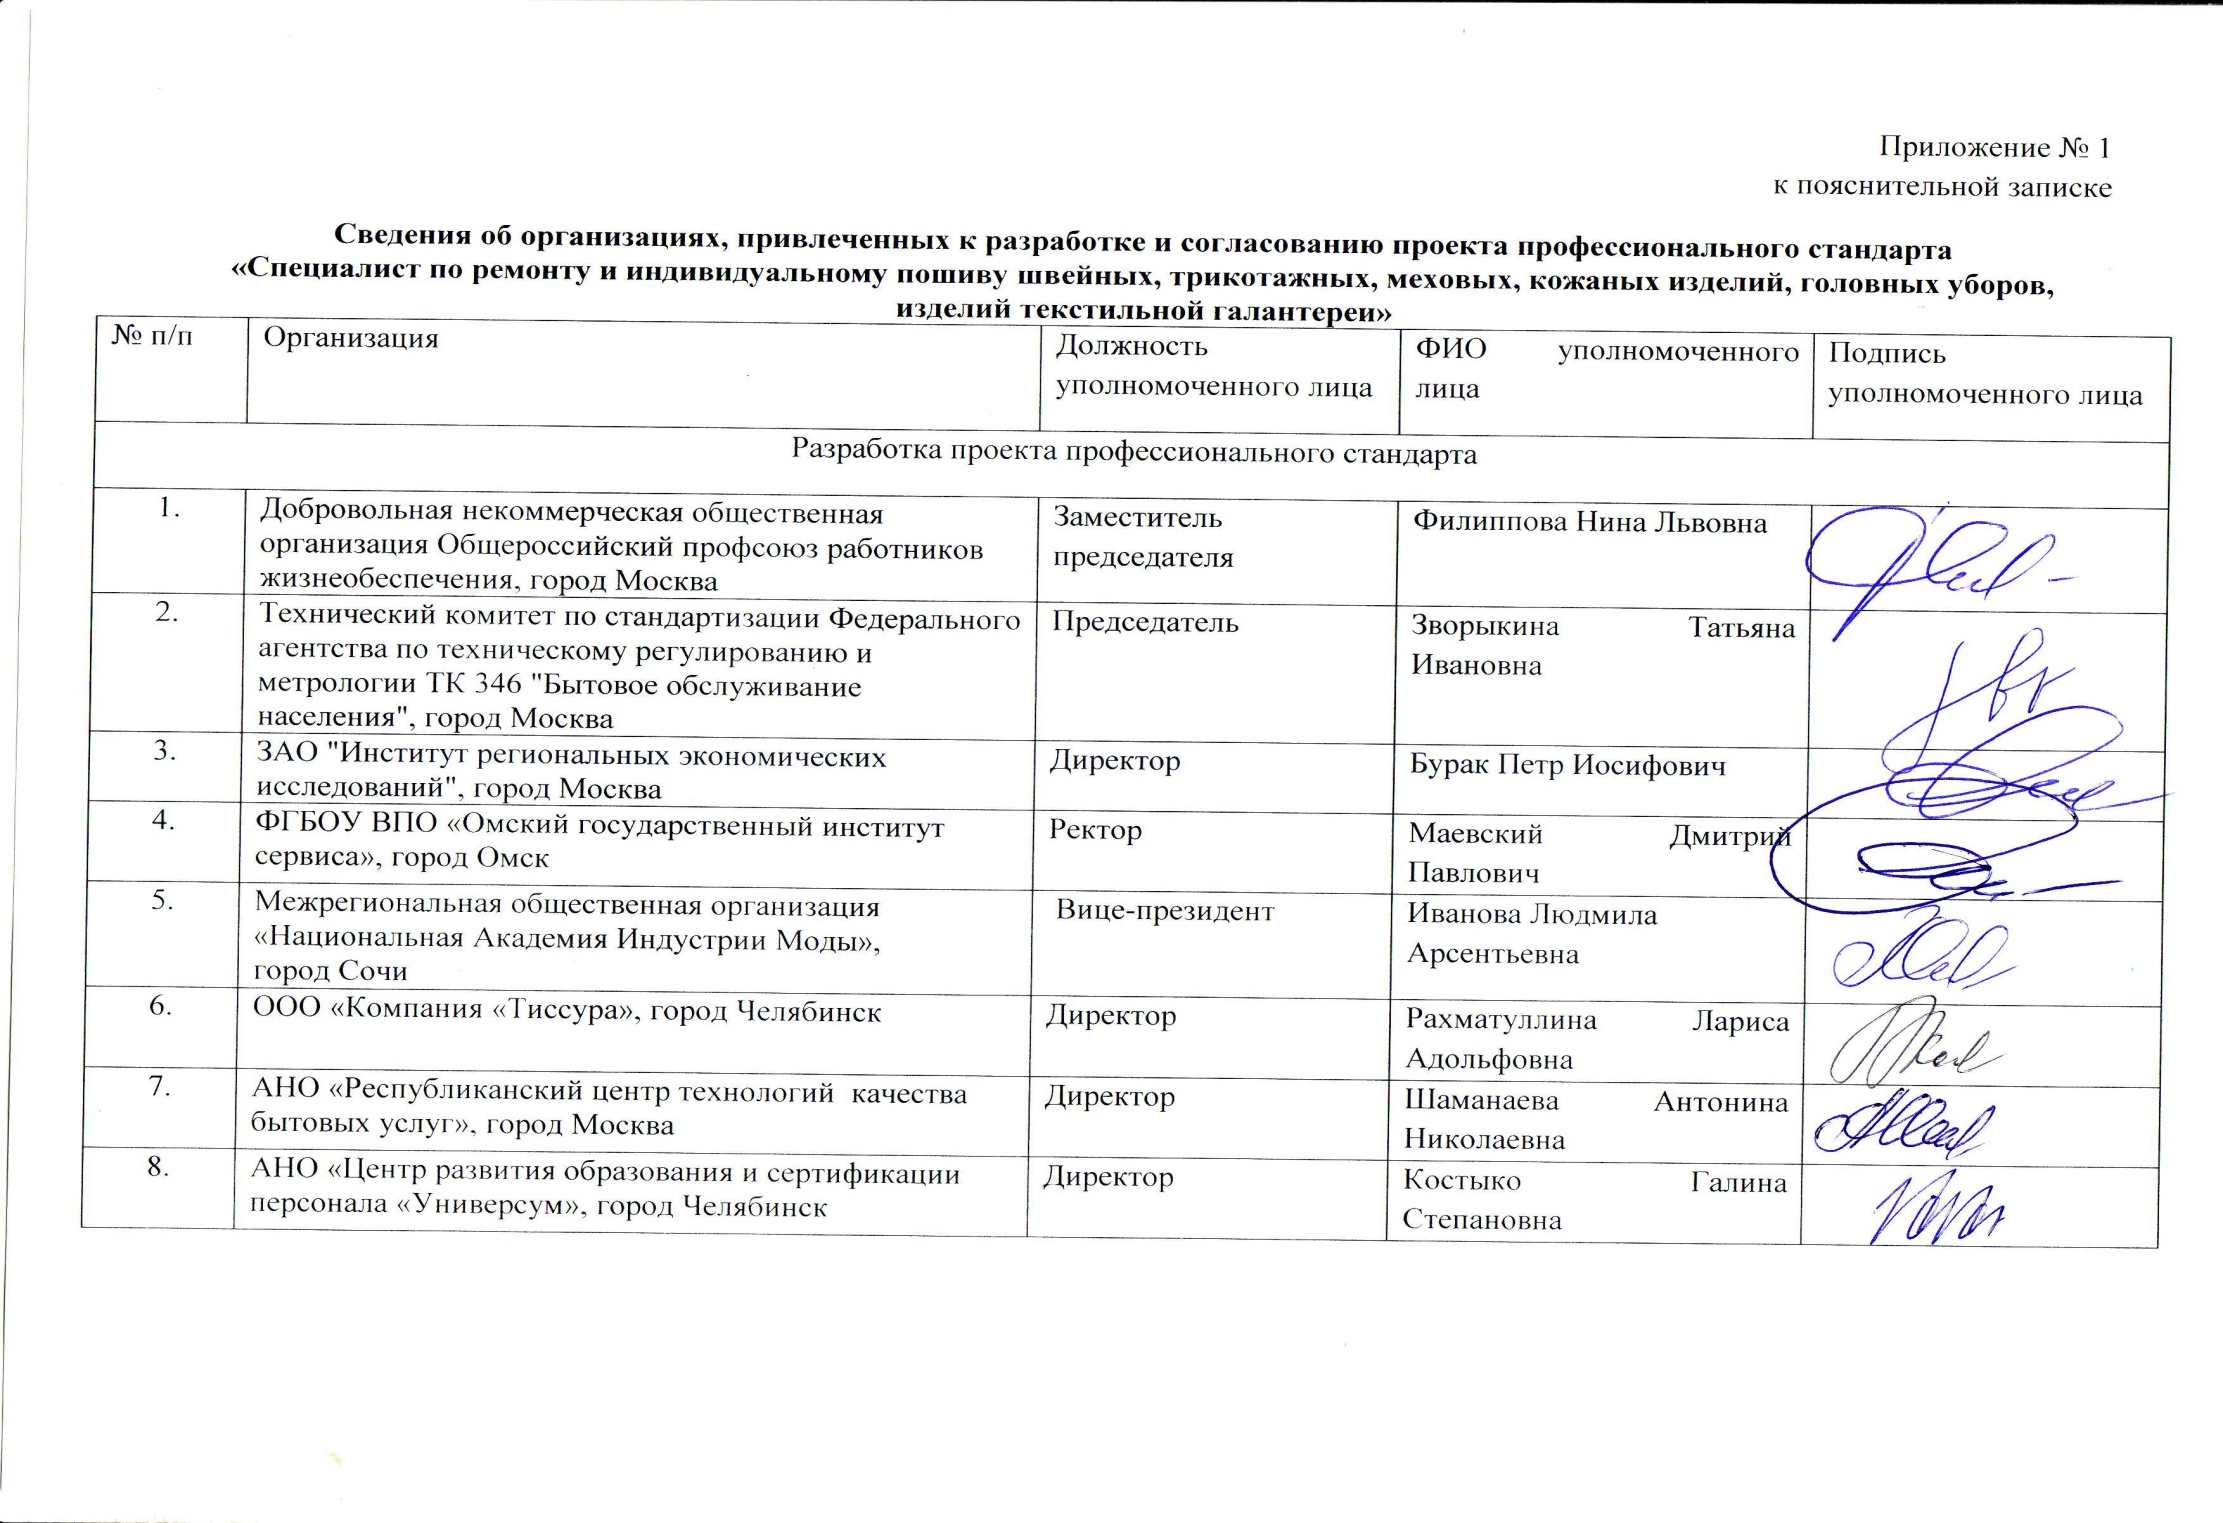 Приложение № 1
к пояснительной записке
Сведения об организациях, привлеченных к разработке и согласованию проекта профессионального стандарта
«Специалист по ремонту и индивидуальному пошиву швейных, трикотажных, меховых, кожаных изделий, головных уборов,
изделий текстильной галантереи»
№ п/п
Организация
Должность
уполномоченного лица
ФИО уполномоченного
лица
Подпись
уполномоченного лица
Разработка проекта профессионального стандарта
1.
Добровольная некоммерческая общественная
организация Общероссийский профсоюз работников
жизнеобеспечения, город Москва
Заместитель
председателя
Филиппова Нина Львовна
2.
Технический комитет по стандартизации Федерального
агентства по техническому регулированию и
метрологии ТК 346 "Бытовое обслуживание
населения", город Москва
Председатель
Зворыкина Татьяна
Ивановна
3.
ЗАО "Институт региональных экономических
исследований", город Москва
Директор
Бурак Петр Иосифович
4.
ФГБОУ ВПО «Омский государственный институт
сервиса», город Омск
Ректор
Маевский Дмитрий
Павлович
5.
Межрегиональная общественная организация
«Национальная Академия Индустрии Моды»,
город Сочи
Вице-президент
Иванова Людмила
Арсентьевна
6.
ООО «Компания «Тиссура», город Челябинск
Директор
Рахматуллина Лариса
Адольфовна
7.
АНО «Республиканский центр технологий качества
бытовых услуг», город Москва
Директор
Шаманаева Антонина
Николаевна
8.
АНО «Центр развития образования и сертификации
персонала «Универсум», город Челябинск
Директор
Костыко Галина
Степановна